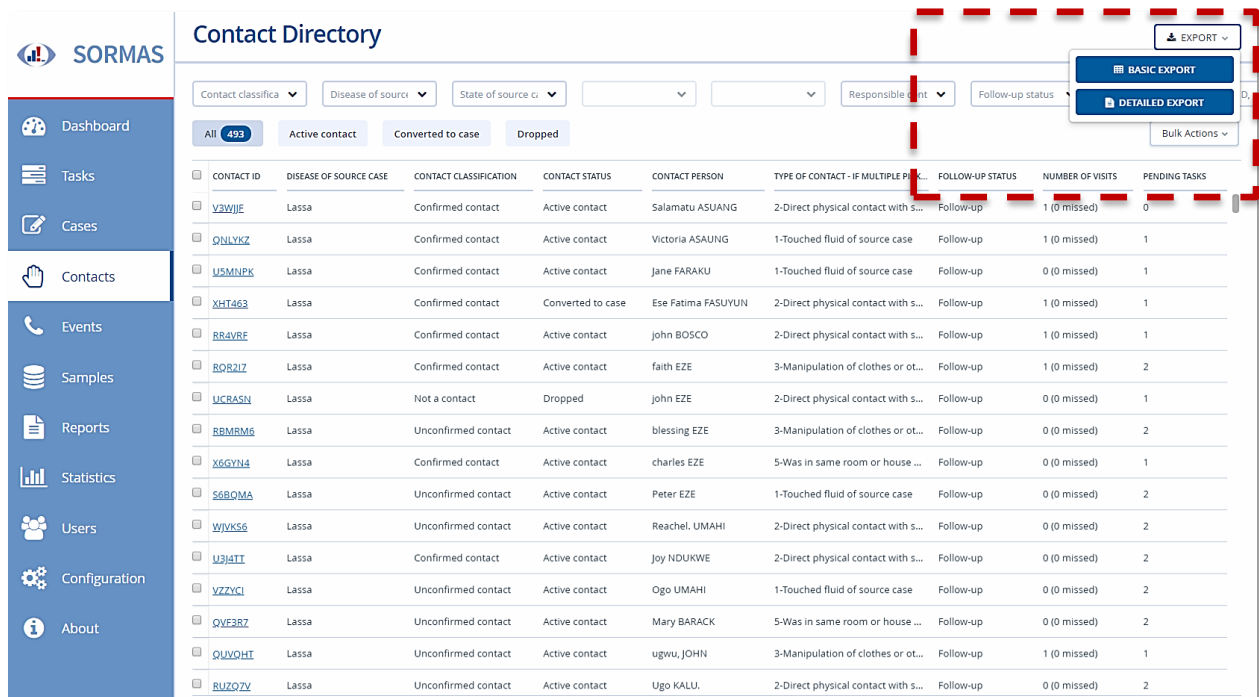 SORMAS
Dashboard
Tasks
Cases
Contacts
Events
Samples
Reports
Statistics
Users
Configuration
About
Contact Directory
EXPORT
BASIC EXPORT
DETAILED EXPORT
Contact classifica Disease of source State of source ca Responsible Follow-up status D,
All 493 Active contact Converted to case Dropped Bulk Actions
CONTACT ID DISEASE OF SOURCE CASE CONTACT CLASSIFICATION CONTACT STATUS CONTACT PERSON TYPE OF CONTACT - IF MULTIPLE FOLLOW-UP STATUS NUMBER OF VISITS PENDING TASKS
V3WJJF Lassa Confirmed contact Active contact Salamatu ASUANG 2-Direct physical contact with s... Follow-up 1 (0 missed) 0
QNLYKZ Lassa Confirmed contact Active contact Victoria ASAUNG 1-Touched fluid of source case Follow-up 1 (0 missed) 1
U5MNPK Lassa Confirmed contact Active contact Jane FARAKU 1-Touched fluid of source case Follow-up 0 (0 missed) 1
XHT463 Lassa Confirmed contact Converted to case Ese Fatima FASUYUN 2-Direct physical contact with s... Follow-up 1 (0 missed) 1
RR4VRF Lassa Confirmed contact Active contact john BOSCO 2-Direct physical contact with s... Follow-up 1 (0 missed) 1
RQR2I7 Lassa Confirmed contact Active contact faith EZE 3-Manipulation of clothes or ot... Follow-up 1 (0 missed) 2
UCRASN Lassa Not a contact Dropped john EZE 2-Direct physical contact with s... Follow-up 0 (0 missed) 1
RBMRM6 Lassa Unconfirmed contact Active contact blessing EZE 3-Manipulation of clothes or ot... Follow-up 0 (0 missed) 2
X6GYN4 Lassa Confirmed contact Active contact charles EZE 5-Was in same room or house ... Follow-up 0 (0 missed) 1
S6BQMA Lassa Unconfirmed contact Active contact Peter EZE 1-Touched fluid of source case Follow-up 0 (0 missed) 2
WJVKS6 Lassa Unconfirmed contact Active contact Reachel. UMAHI 2-Direct physical contact with s... Follow-up 0 (0 missed) 2
U3J4TT Lassa Confirmed contact Active contact Joy NDUKWE 2-Direct physical contact with s... Follow-up 0 (0 missed) 2
VZZYCI Lassa Unconfirmed contact Active contact Ogo UMAHI 1-Touched fluid of source case Follow-up 0 (0 missed) 2
QVF3R7 Lassa Unconfirmed contact Active contact Mary BARACK 5-Was in same room or house ... Follow-up 0 (0 missed) 2
QUVQHT Lassa Unconfirmed contact Active contact ugwu, JOHN 3-Manipulation of clothes or ot... Follow-up 1 (0 missed) 1
RUZQ7V Lassa Unconfirmed contact Active contact Ugo KALU. 2-Direct physical contact with s... Follow-up 0 (0 missed) 2